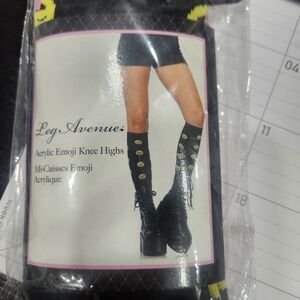 Leg Avenue
Acrylic Emoji Knee Highs
Mi-Cuisses Emoji
Acrylique
04
11
18